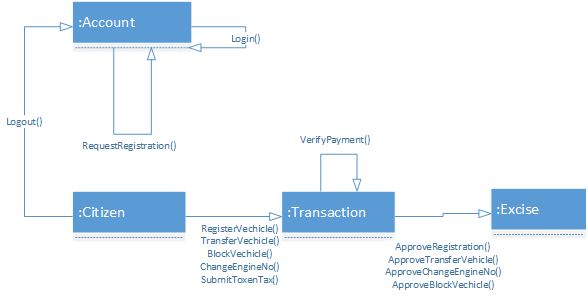 :Account
Login()
Logout()
RequestRegistration()
VerifyPayment()
:Citizen
:Transaction
:Excise
RegisterVechicle()
TransferVechicle()
BlockVechicle()
ChangeEngineNo()
SubmitToxenTax()
ApproveRegistration()
ApproveTransferVehicle()
ApproveChangeEngineNo()
ApproveBlockVechicle()